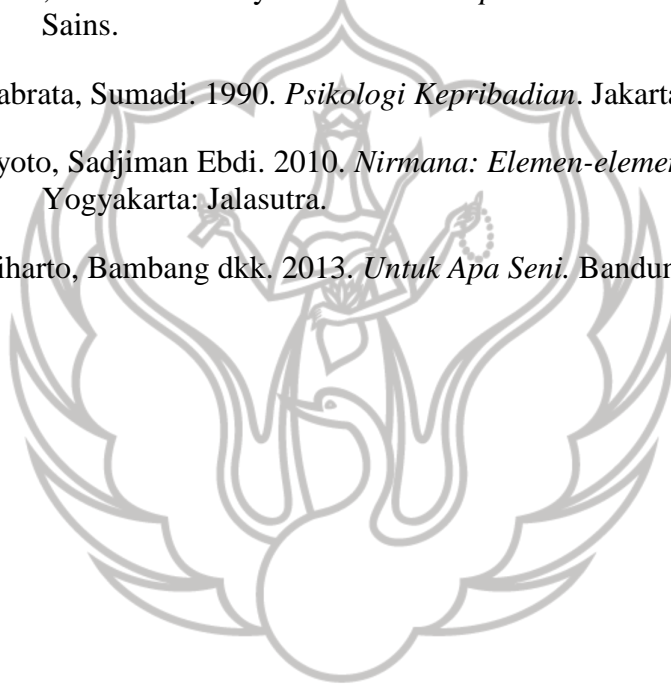 Sains.
abrata, Sumadi. 1990. Psikologi Kepribadian. Jakarta
yoto, Sadjiman Ebdi. 2010. Nirmana: Elemen-elemen
Yogyakarta: Jalasutra.
iharto, Bambang dkk. 2013. Untuk Apa Seni. Bandun